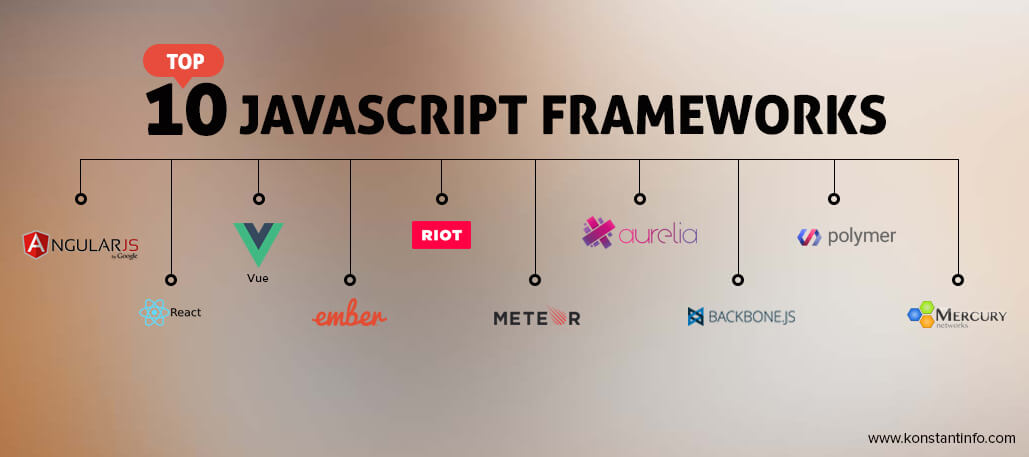 TOP
10 JAVASCRIPT FRAMEWORKS
ANGULARJS
by Google
React
Vue
ember
RIOT
METEOR
aurelia
BACKBONE.JS
polymer
MERCURY
networks
www.konstantinfo.com